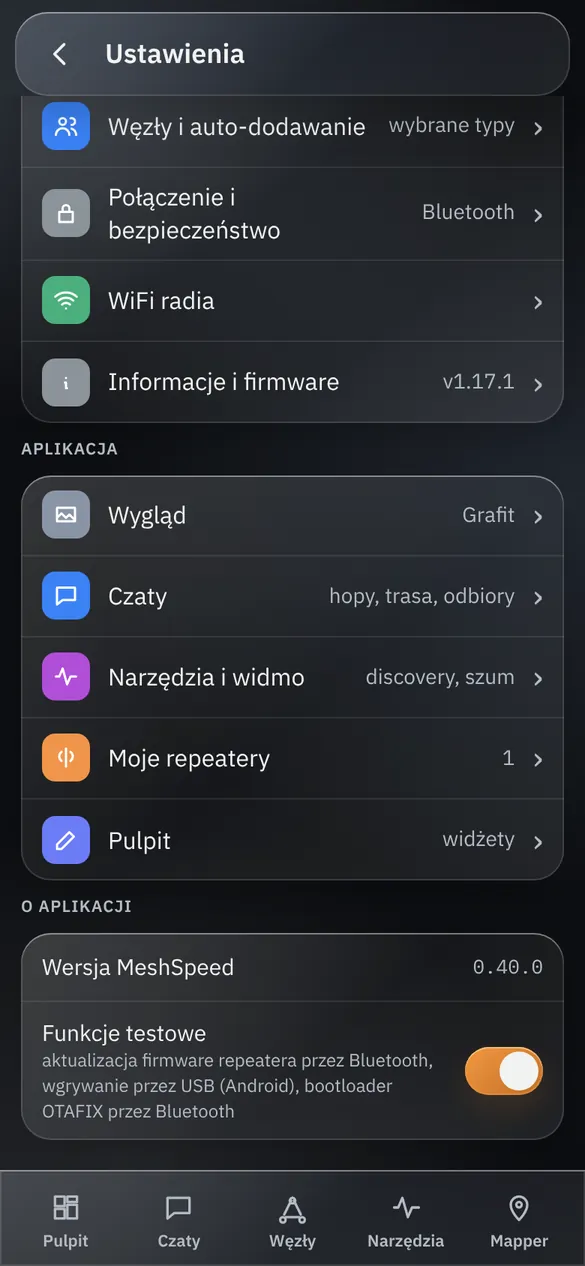 Ustawienia
Węzły i auto-dodawanie wybrane typy
Połączenie i
bezpieczeństwo
Bluetooth
WiFi radia
Informacje i firmware v1.17.1
APLIKACJA
Wygląd Grafit
Czaty hopy, trasa, odbiory
Narzędzia i widmo discovery, szum
Moje repeatery 1
Pulpit widżety
O APLIKACJI
Wersja MeshSpeed 0.40.0
Funkcje testowe
aktualizacja firmware repeatera przez Bluetooth,
wgrywanie przez USB (Android), bootloader
OTAFIX przez Bluetooth
Pulpit Czaty Węzły Narzędzia Mapper